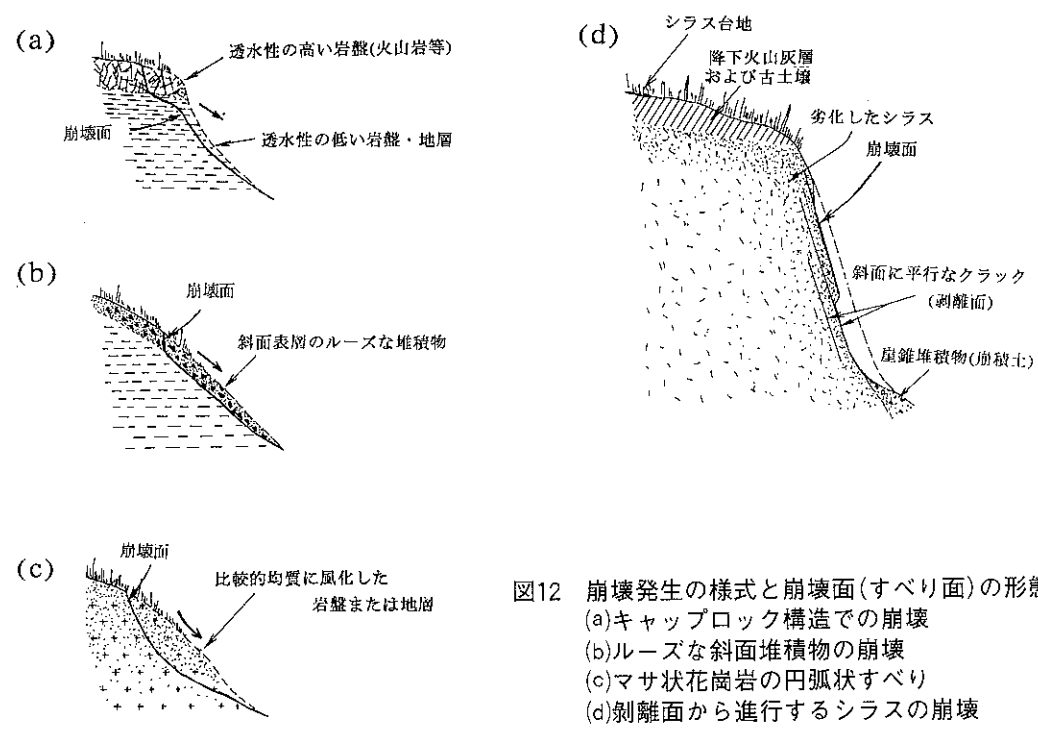 (a)
透水性の高い岩盤(火山岩等)
崩壊面
透水性の低い岩盤・地層
(b)
崩壊面
斜面表層のルーズな堆積物
(c)
崩壊面
比較的均質に風化した
岩盤または地層
(d)
シラス台地
降下火山灰層
および古土壌
劣化したシラス
崩壊面
斜面に平行なクラック
(剥離面)
崖錐堆積物(崩積土)
図12 崩壊発生の様式と崩壊面(すべり面)の形態
(a)キャップロック構造での崩壊
(b)ルーズな斜面堆積物の崩壊
(c)マサ状花崗岩の円弧状すべり
(d)剝離面から進行するシラスの崩壊